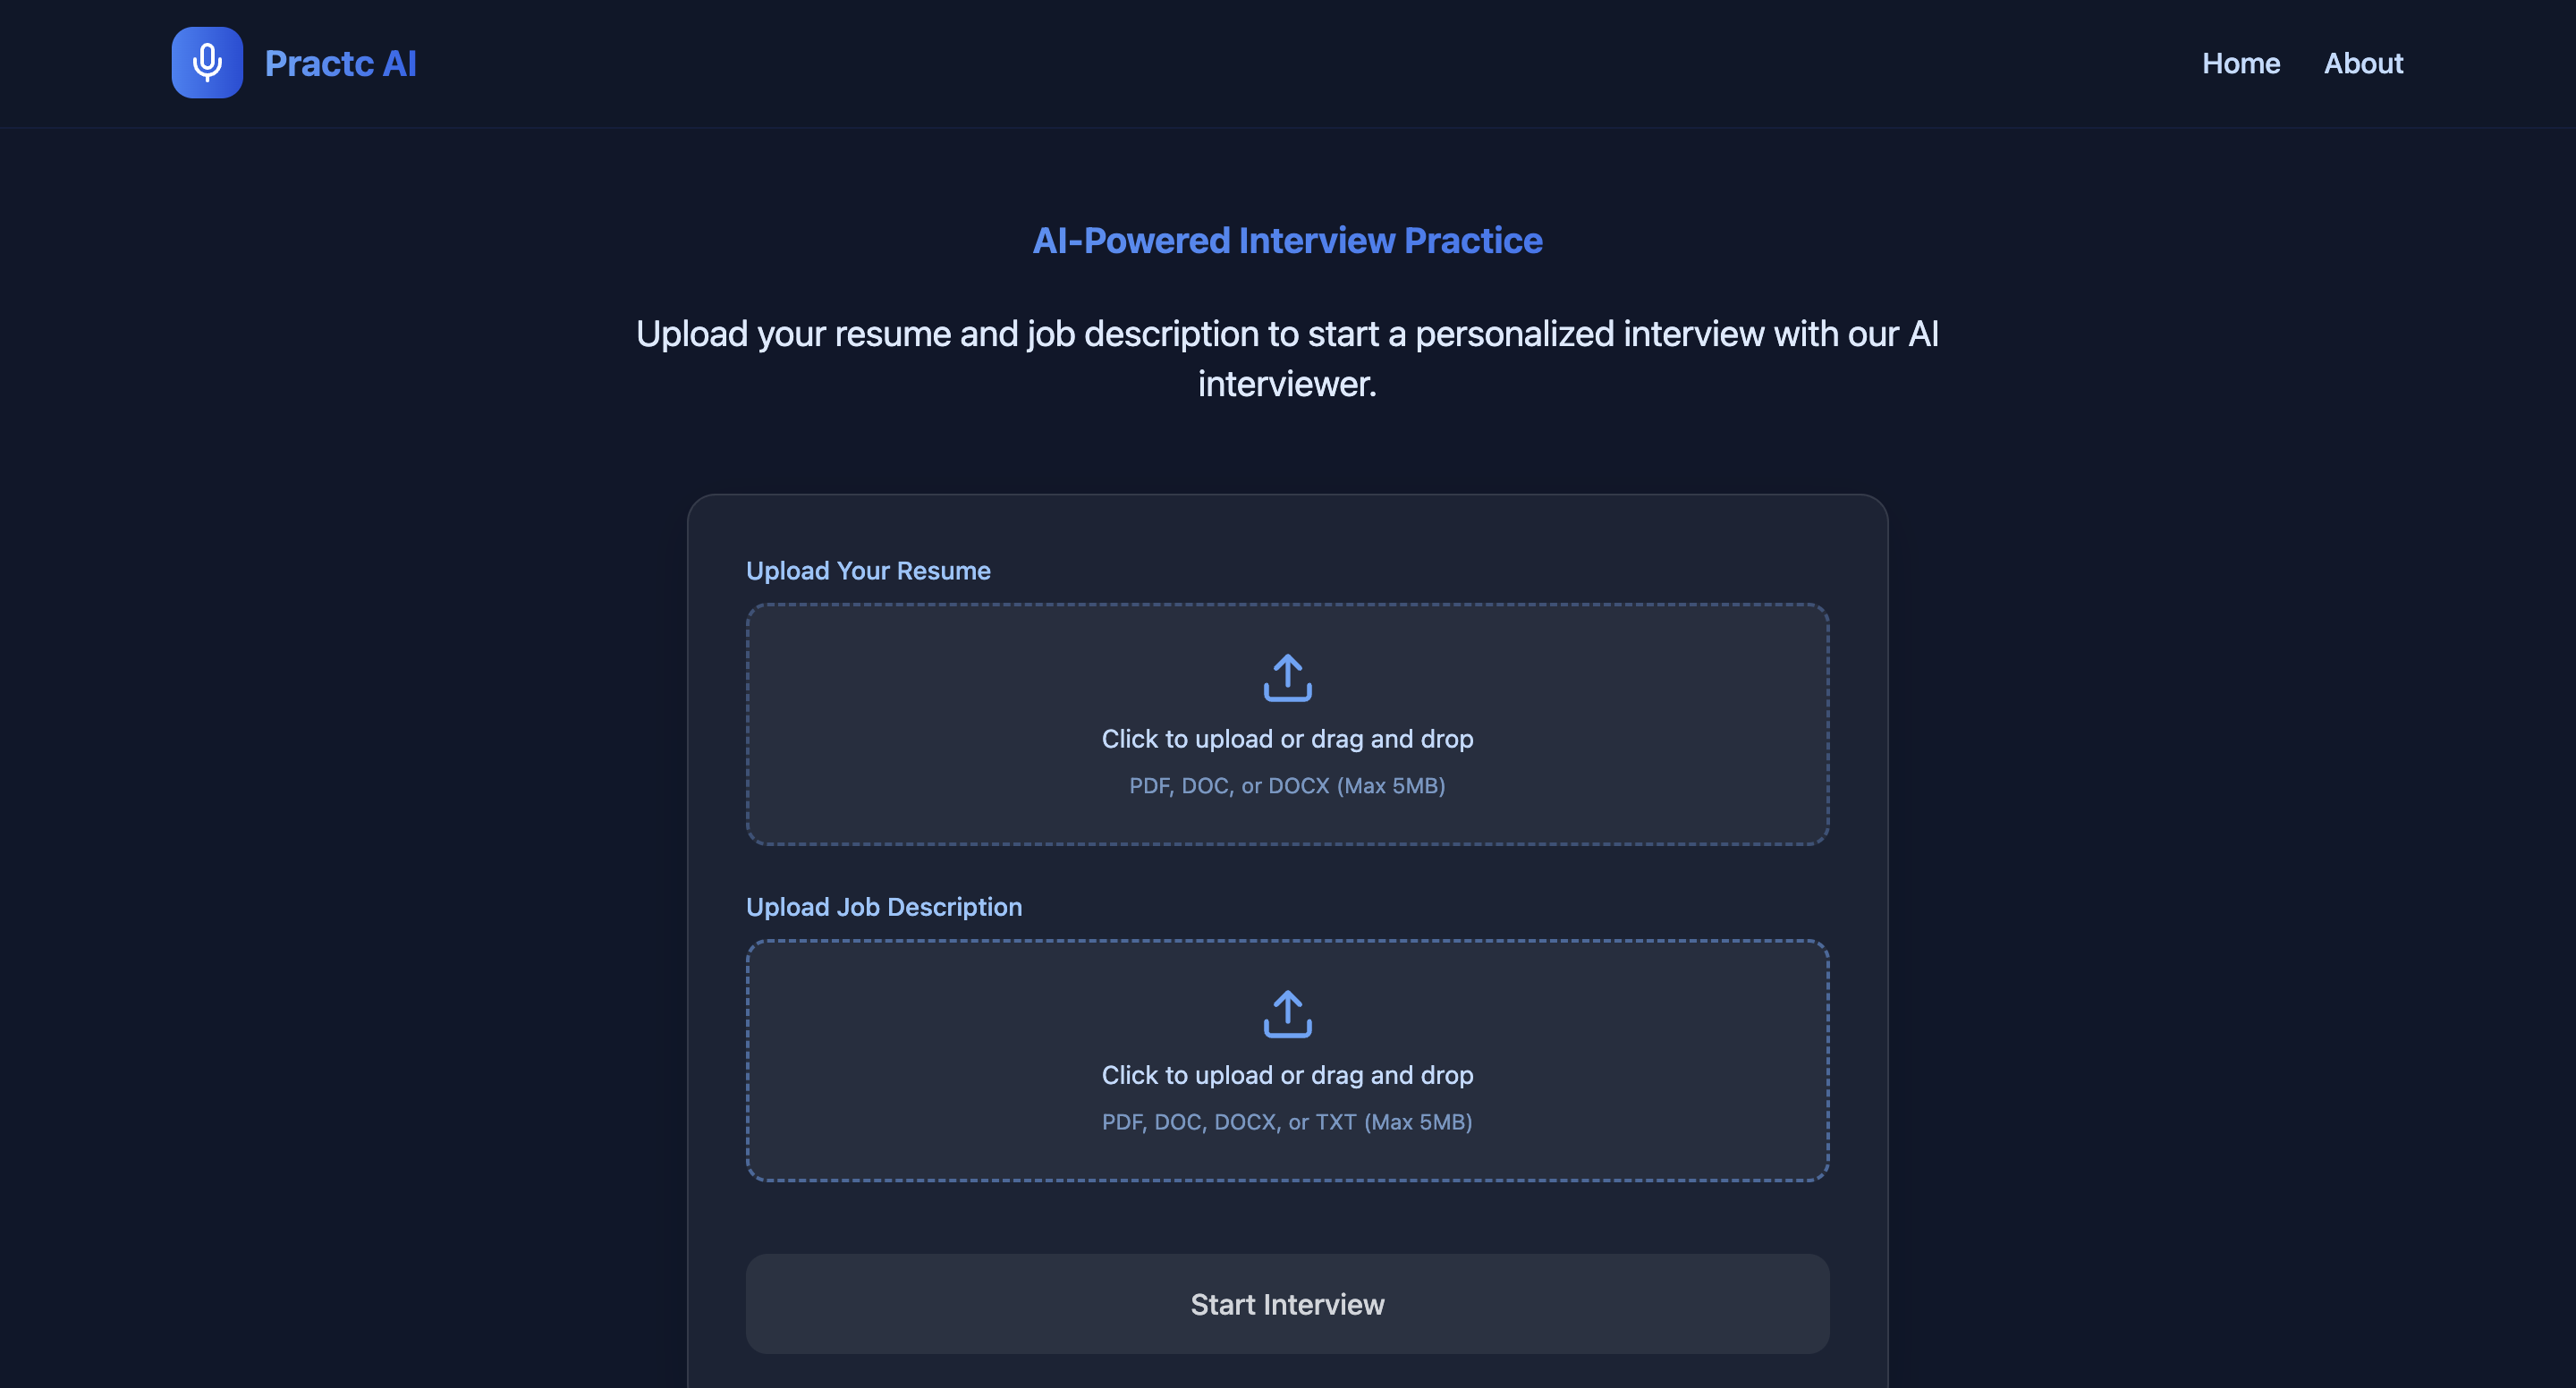 Practc AI
Home
About
AI-Powered Interview Practice
Upload your resume and job description to start a personalized interview with our AI
interviewer.
Upload Your Resume
Click to upload or drag and drop
PDF, DOC, or DOCX (Max 5MB)
Upload Job Description
Click to upload or drag and drop
PDF, DOC, DOCX, or TXT (Max 5MB)
Start Interview